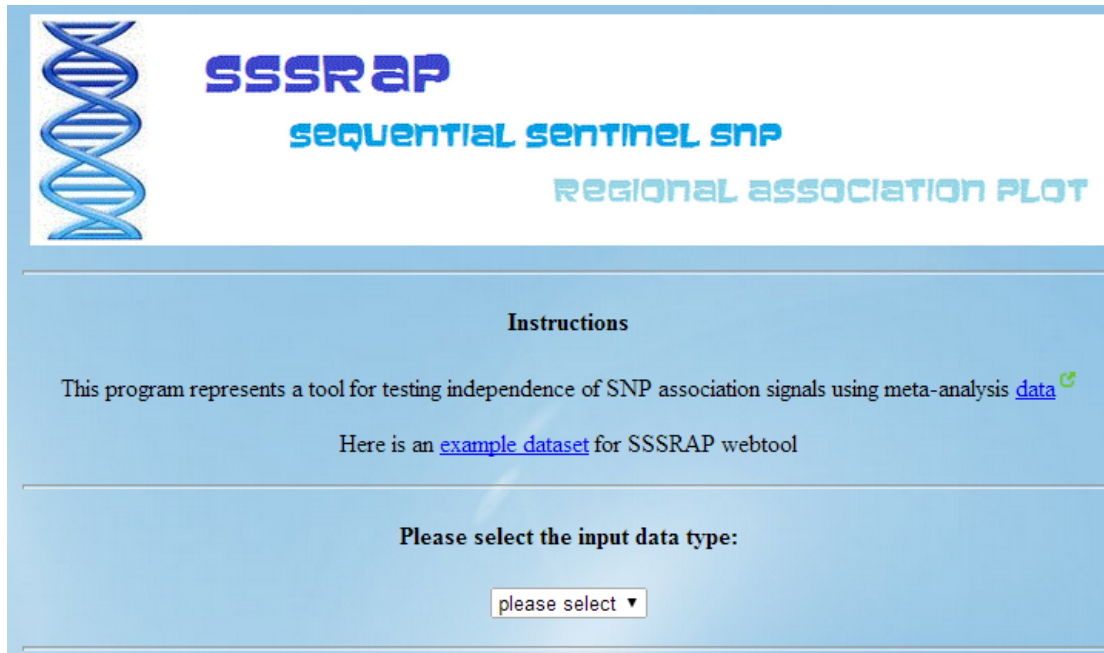 SSSRaP
sequential sentinel snp
Regional association plot
Instructions
This program represents a tool for testing independence of SNP association signals using meta-analysis data
Here is an example dataset for SSSRAP webtool
Please select the input data type:
please select